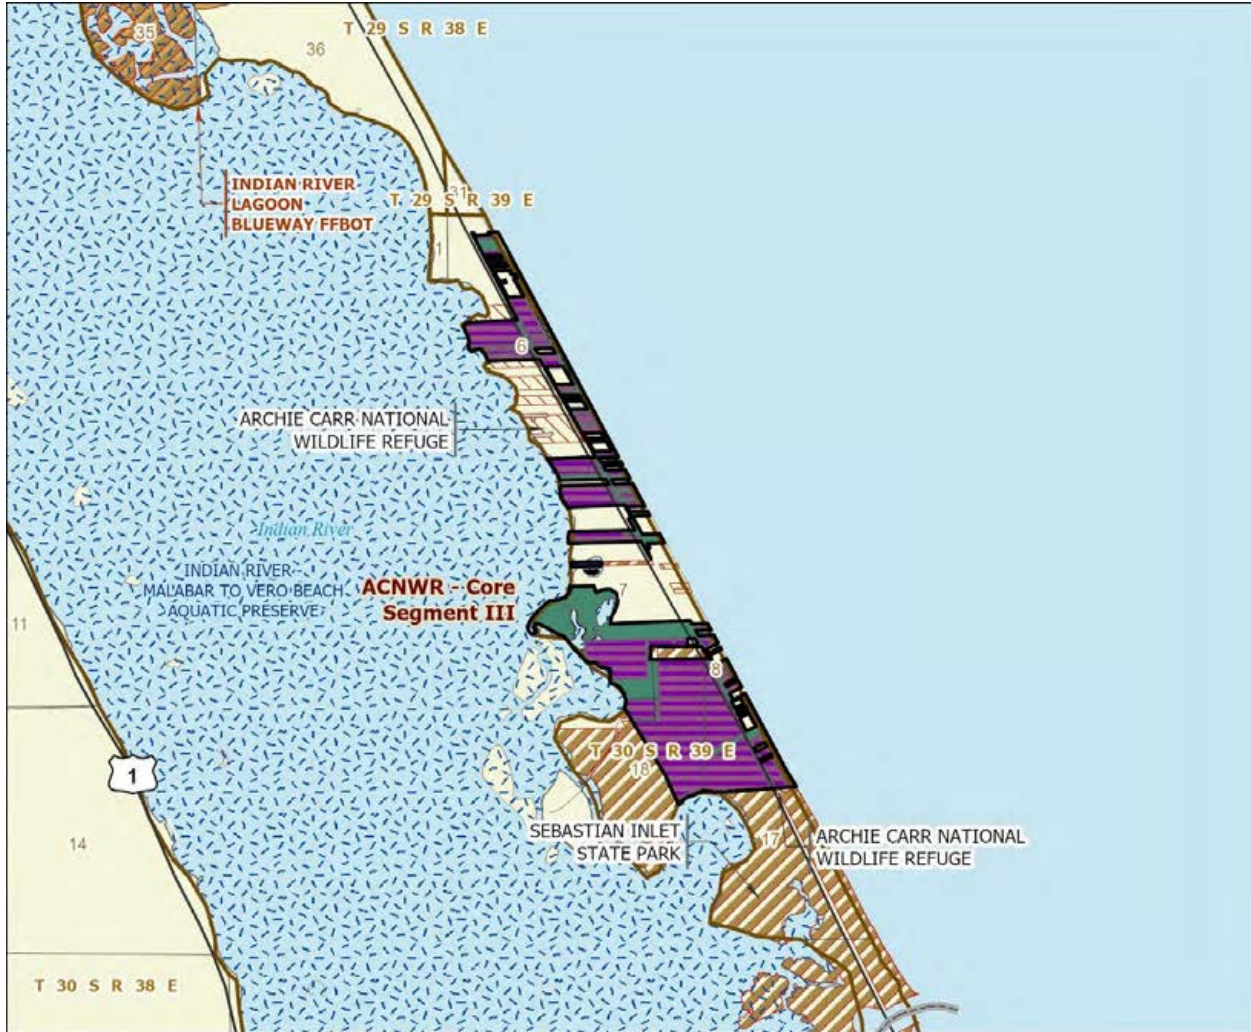 35
36
T 29 S R 38 E
INDIAN RIVER
LAGOON
BLUEWAY FFBOT
31
T 29 S R 39 E
1
6
ARCHIE CARR NATIONAL
WILDLIFE REFUGE
Indian River
INDIAN RIVER -
MALABAR TO VERO BEACH
AQUATIC PRESERVE
ACNWR - Core
Segment III
7
11
8
T 30 S R 39 E
18
1
14
SEBASTIAN INLET
STATE PARK
17
ARCHIE CARR NATIONAL
WILDLIFE REFUGE
T 30 S R 38 E